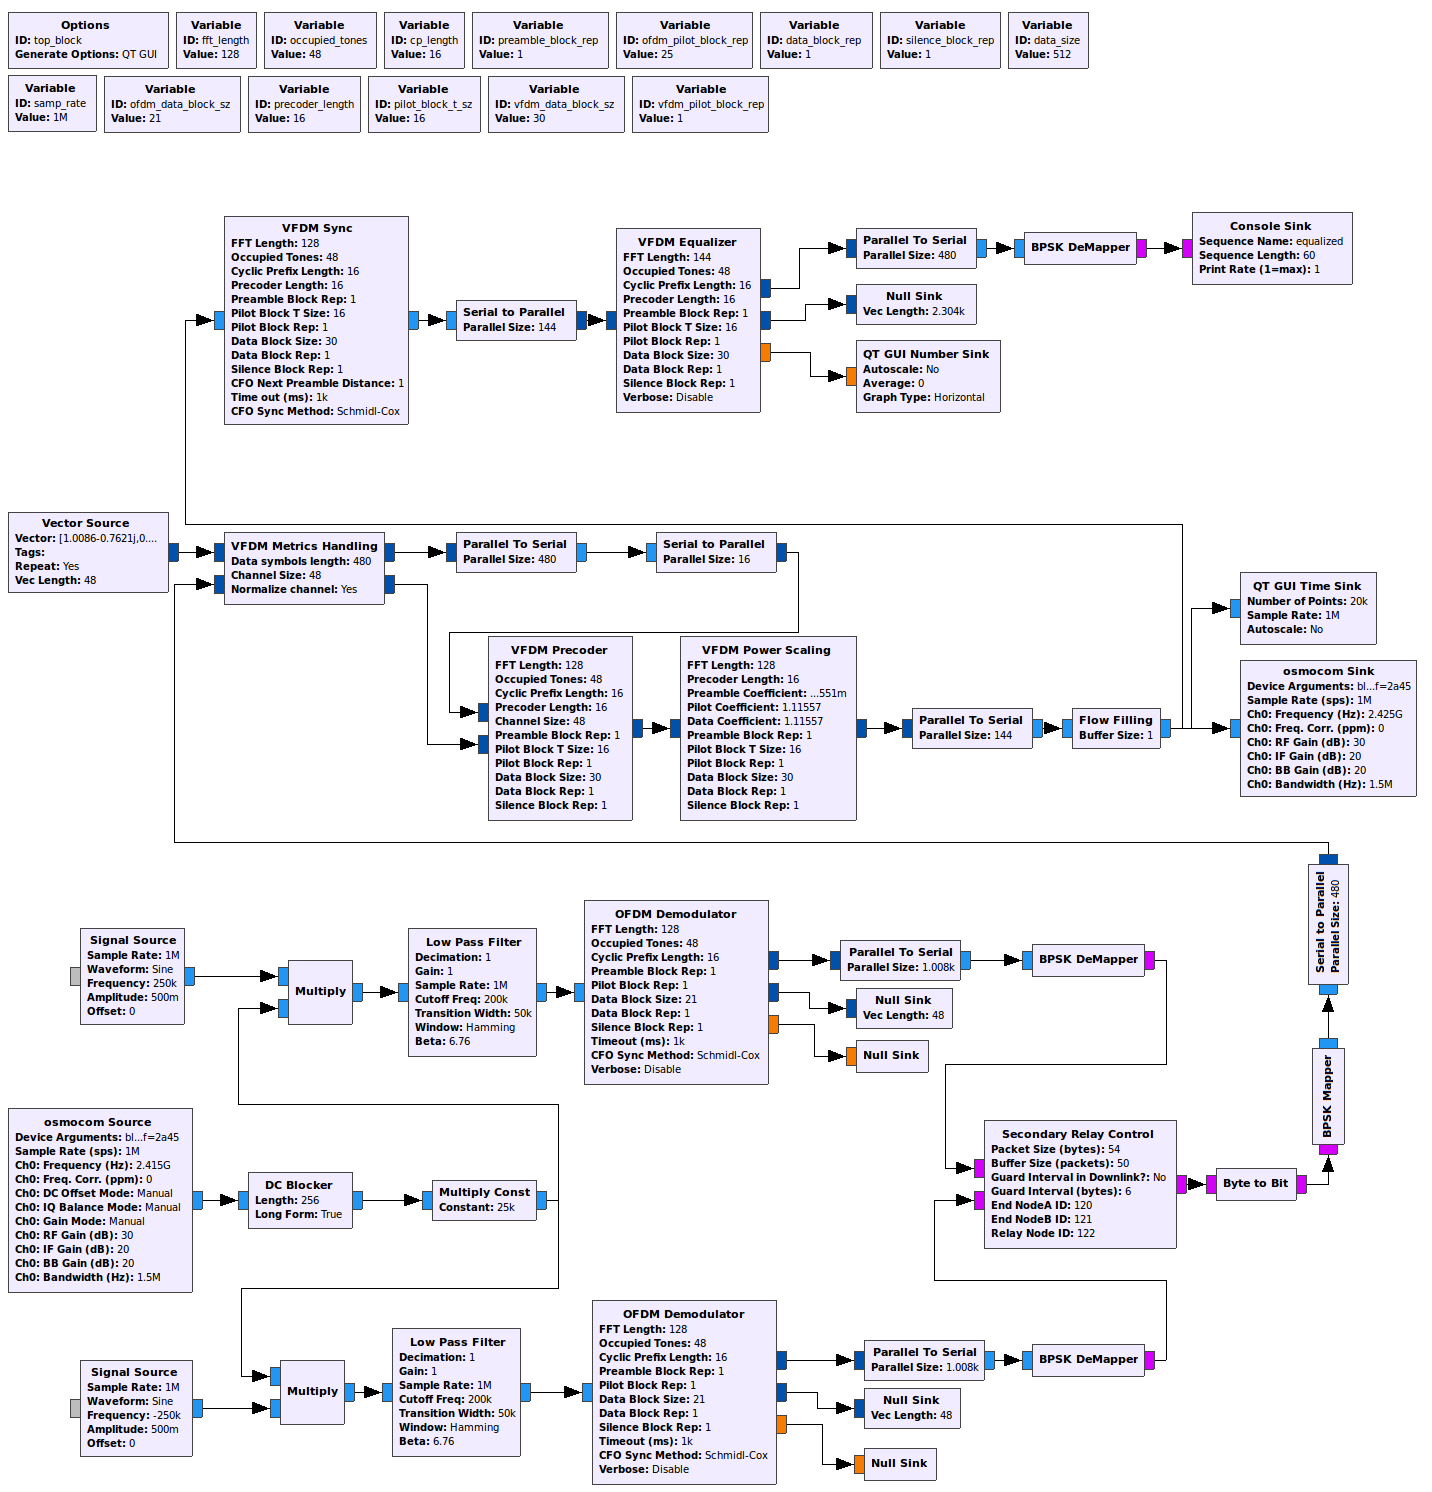 Options
ID: top_block
Generate Options: QT GUI
Variable
ID: fft_length
Value: 128
Variable
ID: occupied_tones
Value: 48
Variable
ID: cp_length
Value: 16
Variable
ID: preamble_block_rep
Value: 1
Variable
ID: ofdm_pilot_block_rep
Value: 25
Variable
ID: data_block_rep
Value: 1
Variable
ID: silence_block_rep
Value: 1
Variable
ID: data_size
Value: 512
Variable
ID: samp_rate
Value: 1M
Variable
ID: ofdm_data_block_sz
Value: 21
Variable
ID: precoder_length
Value: 16
Variable
ID: pilot_block_t_sz
Value: 16
Variable
ID: vfdm_data_block_sz
Value: 30
Variable
ID: vfdm_pilot_block_rep
Value: 1
VFDM Sync
FFT Length: 128
Occupied Tones: 48
Cyclic Prefix Length: 16
Precoder Length: 16
Preamble Block Rep: 1
Pilot Block T Size: 16
Pilot Block Rep: 1
Data Block Size: 30
Data Block Rep: 1
Silence Block Rep: 1
CFO Next Preamble Distance: 1
Time out (ms): 1k
CFO Sync Method: Schmidl-Cox
Serial to Parallel
Parallel Size: 144
VFDM Equalizer
FFT Length: 144
Occupied Tones: 48
Cyclic Prefix Length: 16
Precoder Length: 16
Preamble Block Rep: 1
Pilot Block T Size: 16
Pilot Block Rep: 1
Data Block Size: 30
Data Block Rep: 1
Silence Block Rep: 1
Verbose: Disable
Parallel To Serial
Parallel Size: 480
BPSK DeMapper
Console Sink
Sequence Name: equalized
Sequence Length: 60
Print Rate (1=max): 1
Null Sink
Vec Length: 2.304k
QT GUI Number Sink
Autoscale: No
Average: 0
Graph Type: Horizontal
Vector Source
Vector: [1.0086-0.7621j,0....
Tags:
Repeat: Yes
Vec Length: 48
VFDM Metrics Handling
Data symbols length: 480
Channel Size: 48
Normalize channel: Yes
Parallel To Serial
Parallel Size: 480
Serial to Parallel
Parallel Size: 16
VFDM Precoder
FFT Length: 128
Occupied Tones: 48
Cyclic Prefix Length: 16
Precoder Length: 16
Channel Size: 48
Preamble Block Rep: 1
Pilot Block T Size: 16
Pilot Block Rep: 1
Data Block Size: 30
Data Block Rep: 1
Silence Block Rep: 1
VFDM Power Scaling
FFT Length: 128
Precoder Length: 16
Preamble Coefficient: ...551m
Pilot Coefficient: 1.11557
Data Coefficient: 1.11557
Preamble Block Rep: 1
Pilot Block T Size: 16
Pilot Block Rep: 1
Data Block Size: 30
Data Block Rep: 1
Silence Block Rep: 1
Parallel To Serial
Parallel Size: 144
Flow Filling
Buffer Size: 1
QT GUI Time Sink
Number of Points: 20k
Sample Rate: 1M
Autoscale: No
osmocom Sink
Device Arguments: bl...f=2a45
Sample Rate (sps): 1M
Ch0: Frequency (Hz): 2.425G
Ch0: Freq. Corr. (ppm): 0
Ch0: RF Gain (dB): 30
Ch0: IF Gain (dB): 20
Ch0: BB Gain (dB): 20
Ch0: Bandwidth (Hz): 1.5M
Serial to Parallel
Parallel Size: 480
BPSK Mapper
Signal Source
Sample Rate: 1M
Waveform: Sine
Frequency: 250k
Amplitude: 500m
Offset: 0
Multiply
Low Pass Filter
Decimation: 1
Gain: 1
Sample Rate: 1M
Cutoff Freq: 200k
Transition Width: 50k
Window: Hamming
Beta: 6.76
OFDM Demodulator
FFT Length: 128
Occupied Tones: 48
Cyclic Prefix Length: 16
Preamble Block Rep: 1
Pilot Block Rep: 1
Data Block Size: 21
Data Block Rep: 1
Silence Block Rep: 1
Timeout (ms): 1k
CFO Sync Method: Schmidl-Cox
Verbose: Disable
Parallel To Serial
Parallel Size: 1.008k
BPSK DeMapper
Null Sink
Vec Length: 48
Null Sink
osmocom Source
Device Arguments: bl...f=2a45
Sample Rate (sps): 1M
Ch0: Frequency (Hz): 2.415G
Ch0: Freq. Corr. (ppm): 0
Ch0: DC Offset Mode: Manual
Ch0: IQ Balance Mode: Manual
Ch0: Gain Mode: Manual
Ch0: RF Gain (dB): 30
Ch0: IF Gain (dB): 20
Ch0: BB Gain (dB): 20
Ch0: Bandwidth (Hz): 1.5M
DC Blocker
Length: 256
Long Form: True
Multiply Const
Constant: 25k
Secondary Relay Control
Packet Size (bytes): 54
Buffer Size (packets): 50
Guard Interval in Downlink?: No
Guard Interval (bytes): 6
End NodeA ID: 120
End NodeB ID: 121
Relay Node ID: 122
Byte to Bit
Signal Source
Sample Rate: 1M
Waveform: Sine
Frequency: -250k
Amplitude: 500m
Offset: 0
Multiply
Low Pass Filter
Decimation: 1
Gain: 1
Sample Rate: 1M
Cutoff Freq: 200k
Transition Width: 50k
Window: Hamming
Beta: 6.76
OFDM Demodulator
FFT Length: 128
Occupied Tones: 48
Cyclic Prefix Length: 16
Preamble Block Rep: 1
Pilot Block Rep: 1
Data Block Size: 21
Data Block Rep: 1
Silence Block Rep: 1
Timeout (ms): 1k
CFO Sync Method: Schmidl-Cox
Verbose: Disable
Parallel To Serial
Parallel Size: 1.008k
BPSK DeMapper
Null Sink
Vec Length: 48
Null Sink